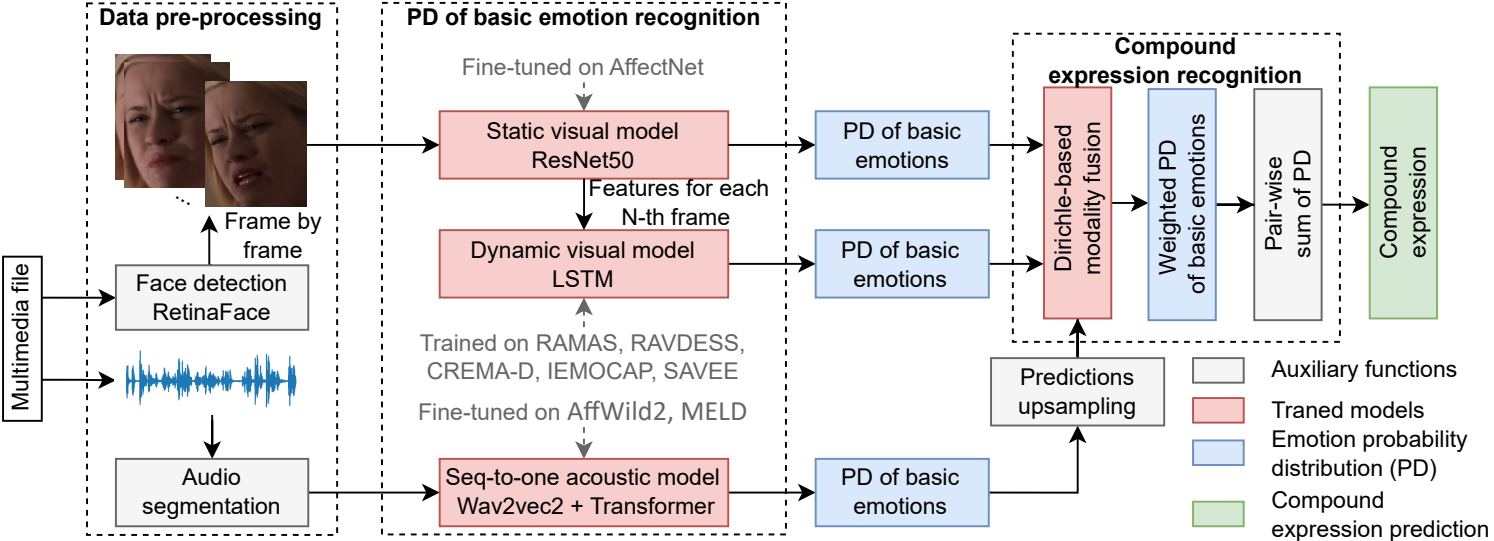 Data pre-processing
PD of basic emotion recognition
Compound
expression recognition
Multimedia file
...
Frame by
frame
Face detection
RetinaFace
Audio
segmentation
Fine-tuned on AffectNet
Static visual model
ResNet50
Features for each
N-th frame
Dynamic visual model
LSTM
Trained on RAMAS, RAVDESS,
CREMA-D, IEMOCAP, SAVEE
Fine-tuned on AffWild2, MELD
Seq-to-one acoustic model
Wav2vec2 + Transformer
PD of basic
emotions
PD of basic
emotions
PD of basic
emotions
Predictions
upsampling
Dirichle-based
modality fusion
Weighted PD
of basic emotions
Pair-wise
sum of PD
Compound
expression
Auxiliary functions
Traned models
Emotion probability
distribution (PD)
Compound
expression prediction